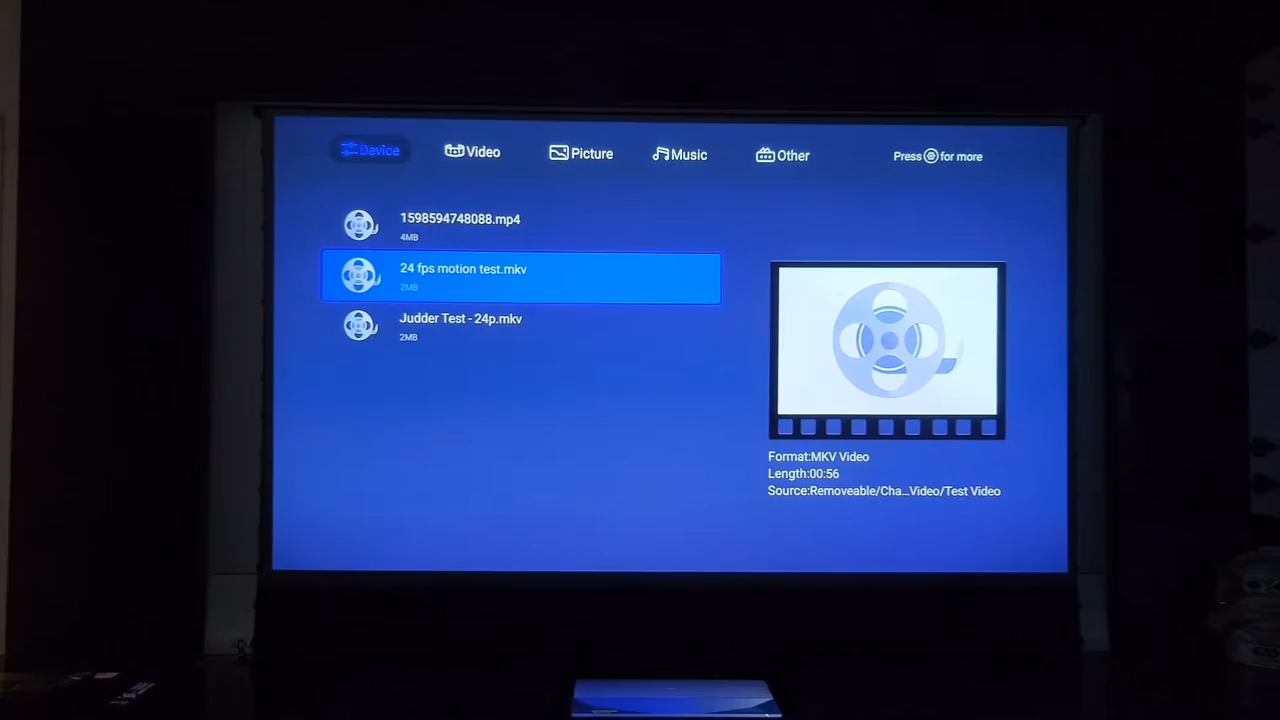 Device
Video
Picture
Music
Other
Press for more
1598594748088.mp4
4MB
24 fps motion test.mkv
2MB
Judder Test - 24p.mkv
2MB
Format:MKV Video
Length:00:56
Source:Removeable/Cha...Video/Test Video